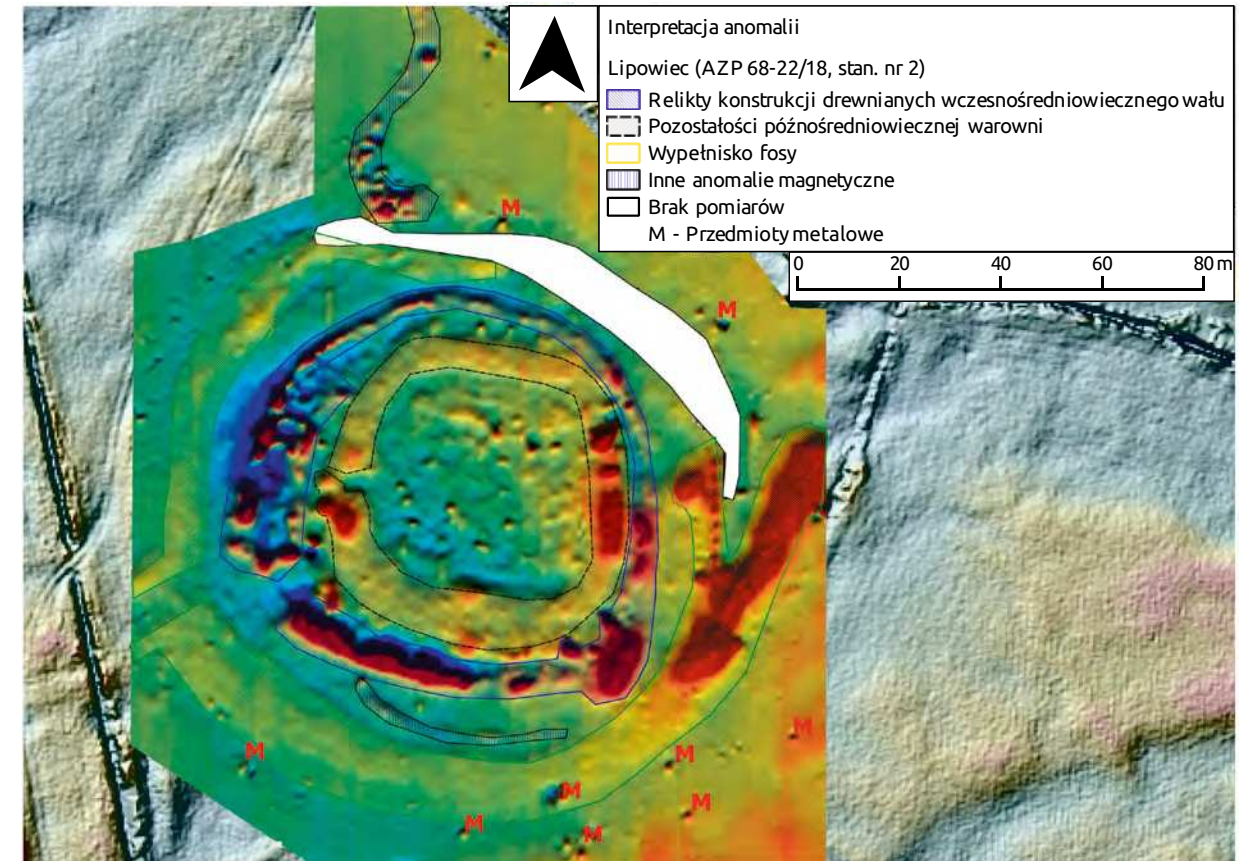 Interpretacja anomalii
Lipowiec (AZP 68-22/18, stan. nr 2)
Relikty konstrukcji drewnianych wczesnośredniowiecznego wału
Pozostałości późnośredniowiecznej warowni
Wypełnisko fosy
Inne anomalie magnetyczne
Brak pomiarów
M - Przedmioty metalowe
0 20 40 60 80 m
M
M
M
M
M
M
M
M
M